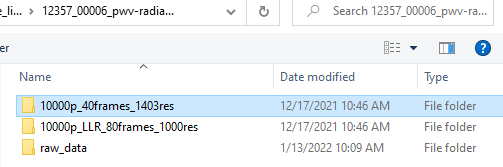 e_li... > 12357_00006_pwv-radia...
Search 12357_00006_pwv-ra...
er
Name Date modified Type
10000p_40frames_1403res 12/17/2021 10:46 AM File folder
10000p_LLR_80frames_1000res 12/17/2021 10:46 AM File folder
raw_data 1/13/2022 10:09 AM File folder